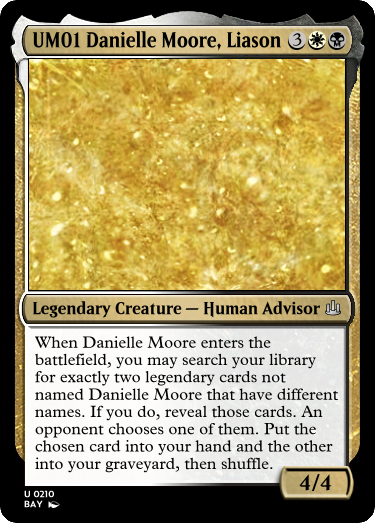 UM01 Danielle Moore, Liason 3
Legendary Creature — Human Advisor
When Danielle Moore enters the
battlefield, you may search your library
for exactly two legendary cards not
named Danielle Moore that have different
names. If you do, reveal those cards. An
opponent chooses one of them. Put the
chosen card into your hand and the other
into your graveyard, then shuffle.
4/4
U 0210
BAY